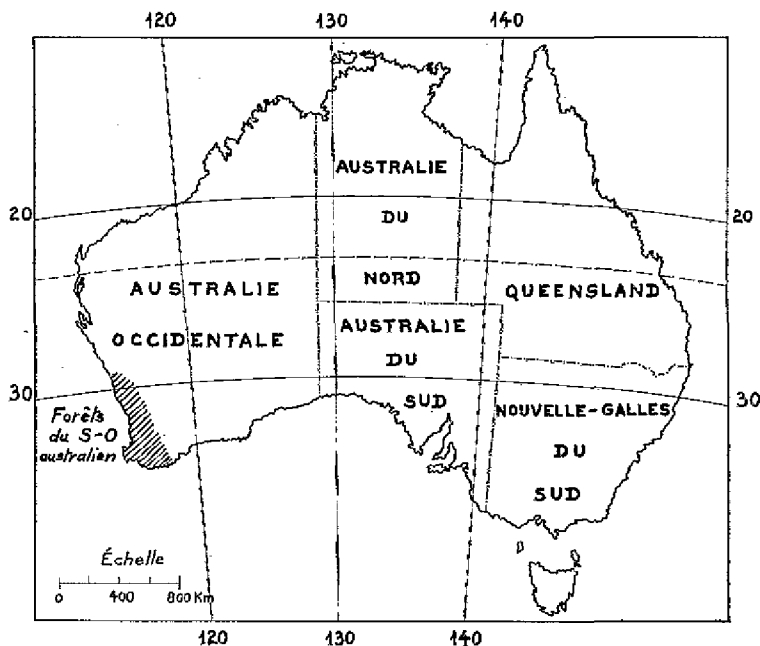 120 130 140
AUSTRALIE
20 DU 20
NORD
AUSTRALIE QUEENSLAND
OCCIDENTALE
AUSTRALIE
DU
SUD
30 30
NOUVELLE-GALLES
DU
SUD
Forêts
du S-O
australien
Échelle
0 400 800 Km
120 130 140